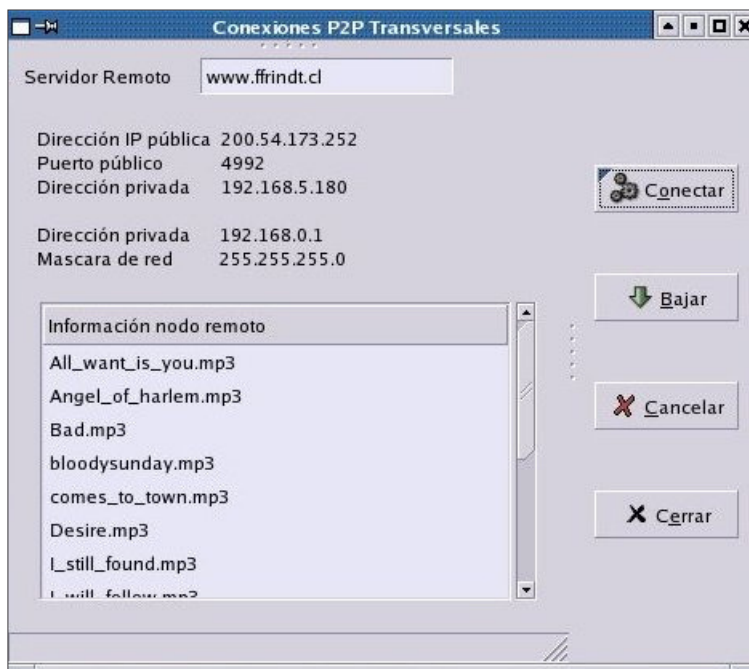 Conexiones P2P Transversales
Servidor Remoto www.ffrindt.cl
Dirección IP pública 200.54.173.252
Puerto público 4992
Dirección privada 192.168.5.180
Conectar
Dirección privada 192.168.0.1
Mascara de red 255.255.255.0
Bajar
Información nodo remoto
All_want_is_you.mp3
Angel_of_harlem.mp3
Bad.mp3
Cancelar
bloodysunday.mp3
comes_to_town.mp3
Cerrar
Desire.mp3
I_still_found.mp3
I_will_follow.mp3